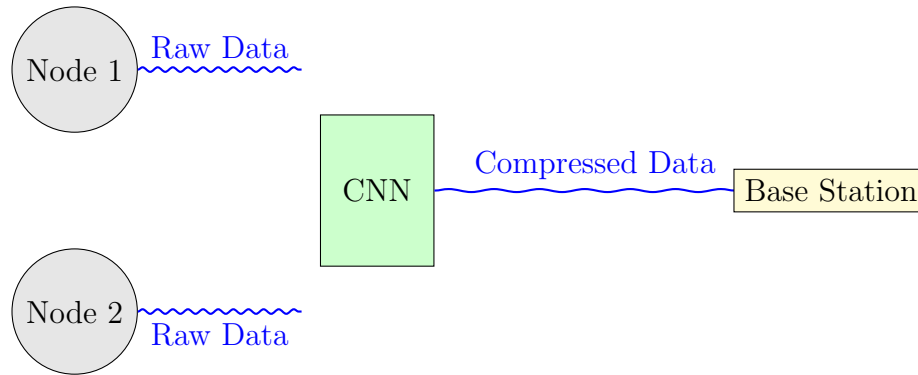 Node 1
Raw Data
CNN
Compressed Data
Base Station
Node 2
Raw Data